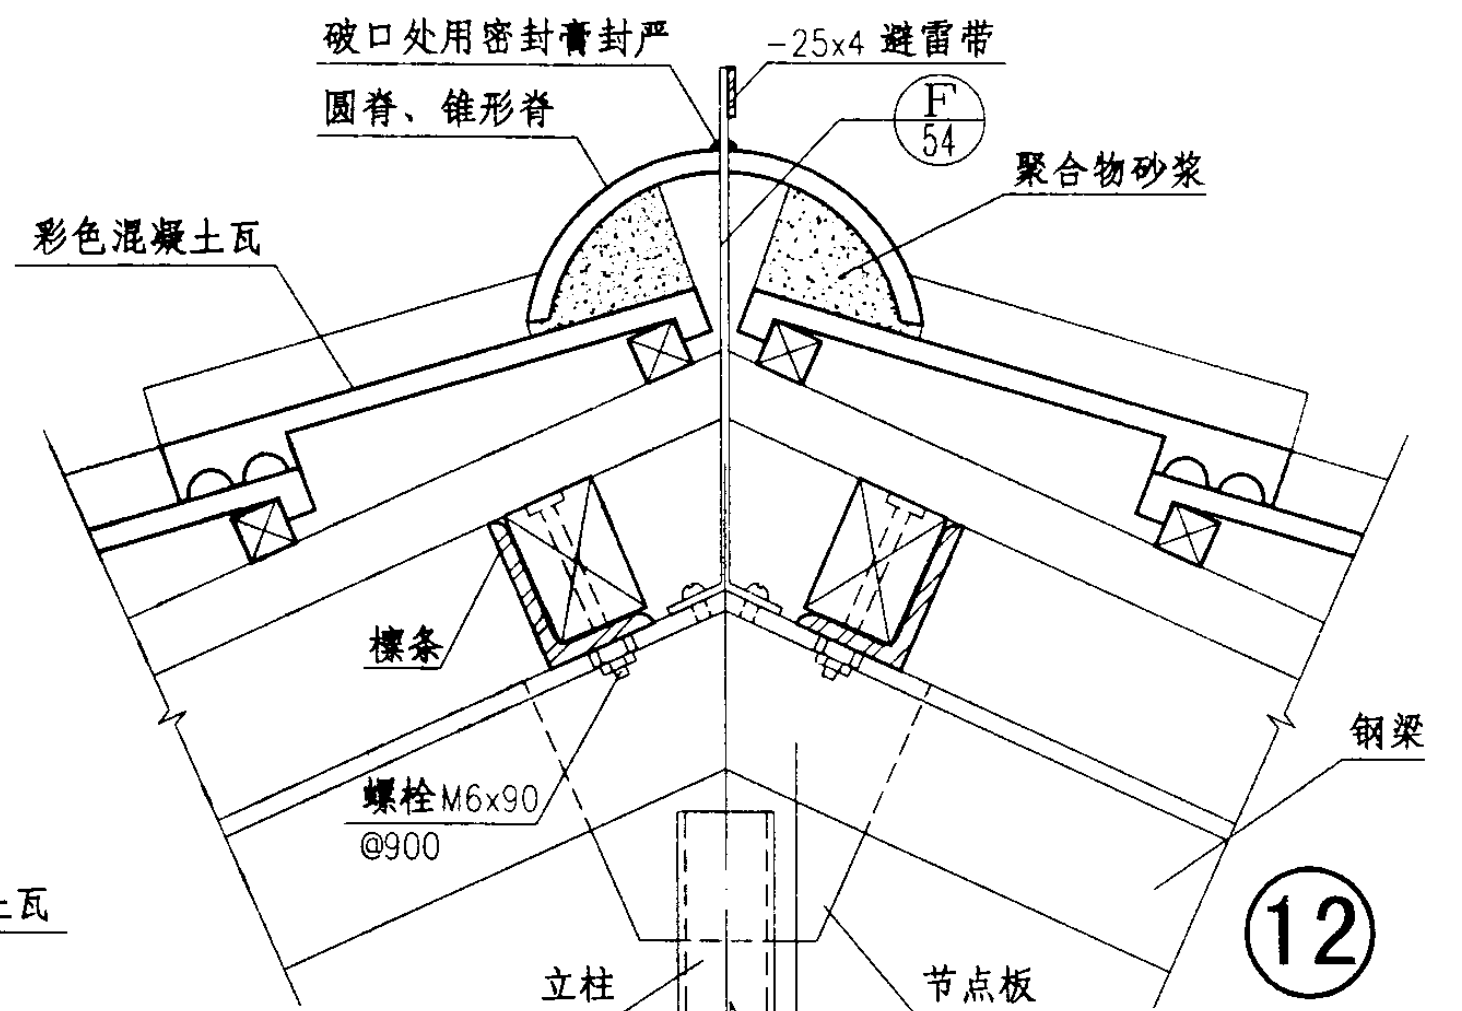 破口处用密封膏封严
-25x4 避雷带
圆脊、锥形脊
F
54
聚合物砂浆
彩色混凝土瓦
檩条
钢梁
螺栓M6x90
@900
土瓦
12
立柱
节点板